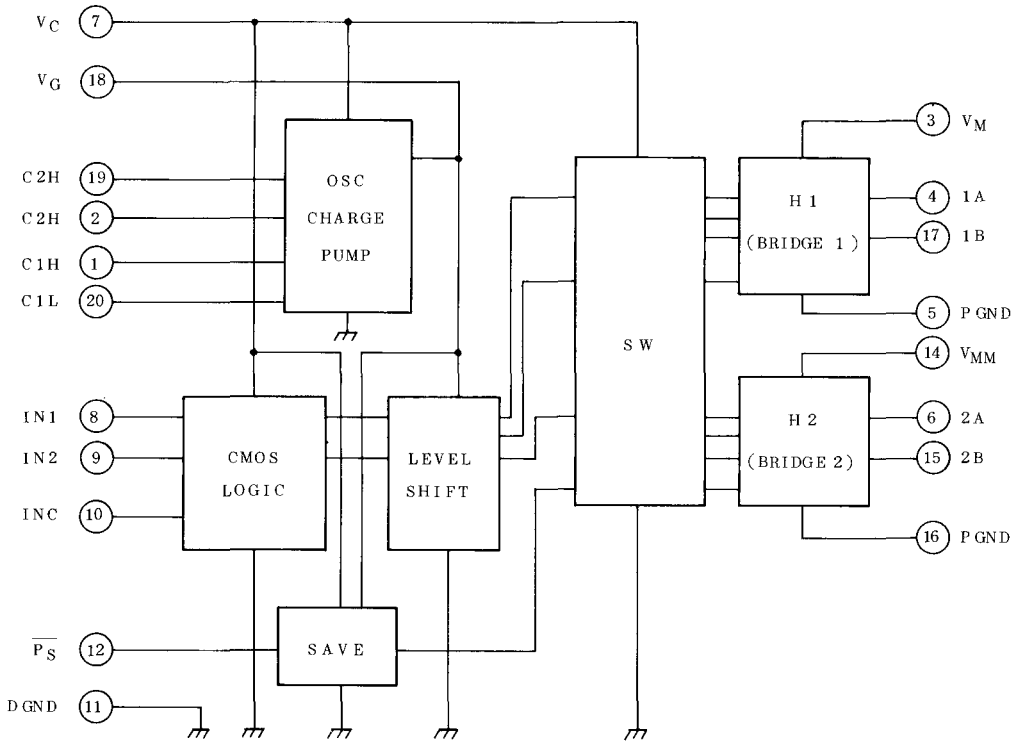 VC 7
VG 18
3 VM
C2H 19
OSC
CHARGE
PUMP
H1
(BRIDGE 1)
4 1A
C2H 2
17 1B
C1H 1
C1L 20
5 PGND
SW
14 VMM
IN1 8
CMOS
LOGIC
LEVEL
SHIFT
H2
(BRIDGE 2)
6 2A
IN2 9
15 2B
INC 10
16 PGND
PS 12
SAVE
DGND 11